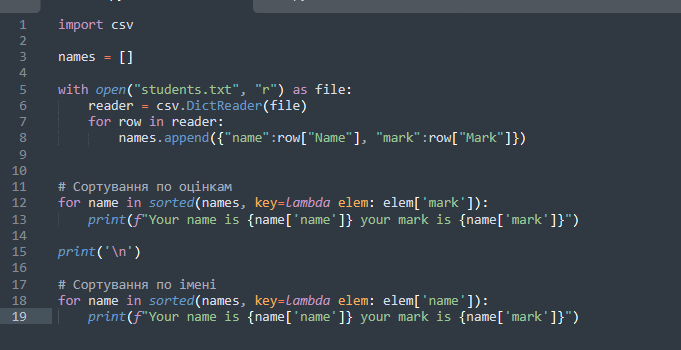 1 import csv
2
3 names = []
4
5 with open("students.txt", "r") as file:
6     reader = csv.DictReader(file)
7     for row in reader:
8         names.append({"name":row["Name"], "mark":row["Mark"]})
9
10
11 # Сортування по оцінкам
12 for name in sorted(names, key=lambda elem: elem['mark']):
13     print(f"Your name is {name['name']} your mark is {name['mark']}")
14
15 print('\n')
16
17 # Сортування по імені
18 for name in sorted(names, key=lambda elem: elem['name']):
19     print(f"Your name is {name['name']} your mark is {name['mark']}")